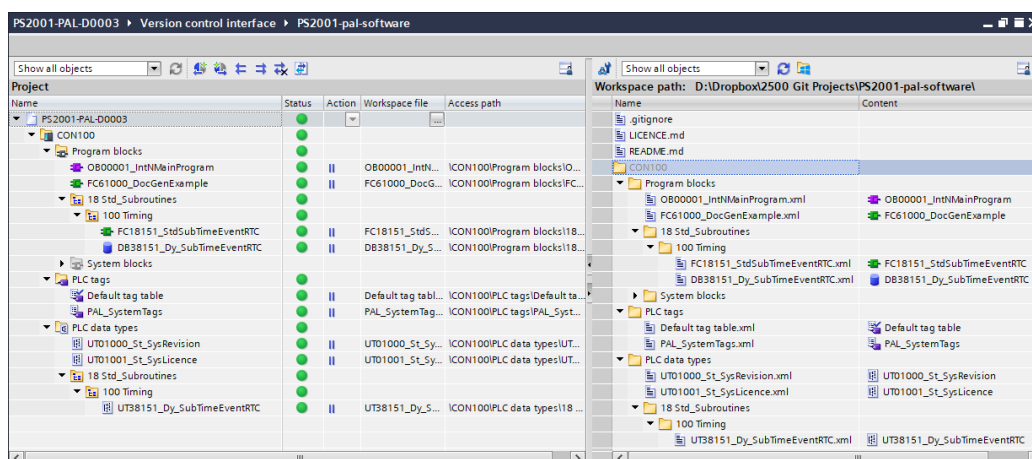 PS2001-PAL-D0003 ▸ Version control interface ▸ PS2001-pal-software
Show all objects
Show all objects
Project
Workspace path: D:\Dropbox\2500 Git Projects\PS2001-pal-software\
Name Status Action Workspace file Access path
Name Content
PS2001-PAL-D0003 ...
.gitignore
CON100
LICENCE.md
Program blocks
README.md
OB00001_IntNMainProgram OB00001_IntN... \CON100\Program blocks\O...
CON100
FC61000_DocGenExample FC61000_DocG... \CON100\Program blocks\FC...
Program blocks
18 Std_Subroutines
OB00001_IntNMainProgram.xml OB00001_IntNMainProgram
100 Timing
FC61000_DocGenExample.xml FC61000_DocGenExample
FC18151_StdSubTimeEventRTC FC18151_StdS... \CON100\Program blocks\18...
18 Std_Subroutines
DB38151_Dy_SubTimeEventRTC DB38151_Dy_S... \CON100\Program blocks\18...
100 Timing
System blocks
FC18151_StdSubTimeEventRTC.xml FC18151_StdSubTimeEventRTC
PLC tags
DB38151_Dy_SubTimeEventRTC.xml DB38151_Dy_SubTimeEventRTC
Default tag table Default tag tabl... \CON100\PLC tags\Default ta...
System blocks
PAL_SystemTags PAL_SystemTag... \CON100\PLC tags\PAL_Syst...
PLC tags
PLC data types
Default tag table.xml Default tag table
UT01000_St_SysRevision UT01000_St_Sy... \CON100\PLC data types\UT...
PAL_SystemTags.xml PAL_SystemTags
UT01001_St_SysLicence UT01001_St_Sy... \CON100\PLC data types\UT...
PLC data types
18 Std_Subroutines
UT01000_St_SysRevision.xml UT01000_St_SysRevision
100 Timing
UT01001_St_SysLicence.xml UT01001_St_SysLicence
UT38151_Dy_SubTimeEventRTC UT38151_Dy_S... \CON100\PLC data types\18 ...
18 Std_Subroutines
100 Timing
UT38151_Dy_SubTimeEventRTC.xml UT38151_Dy_SubTimeEventRTC